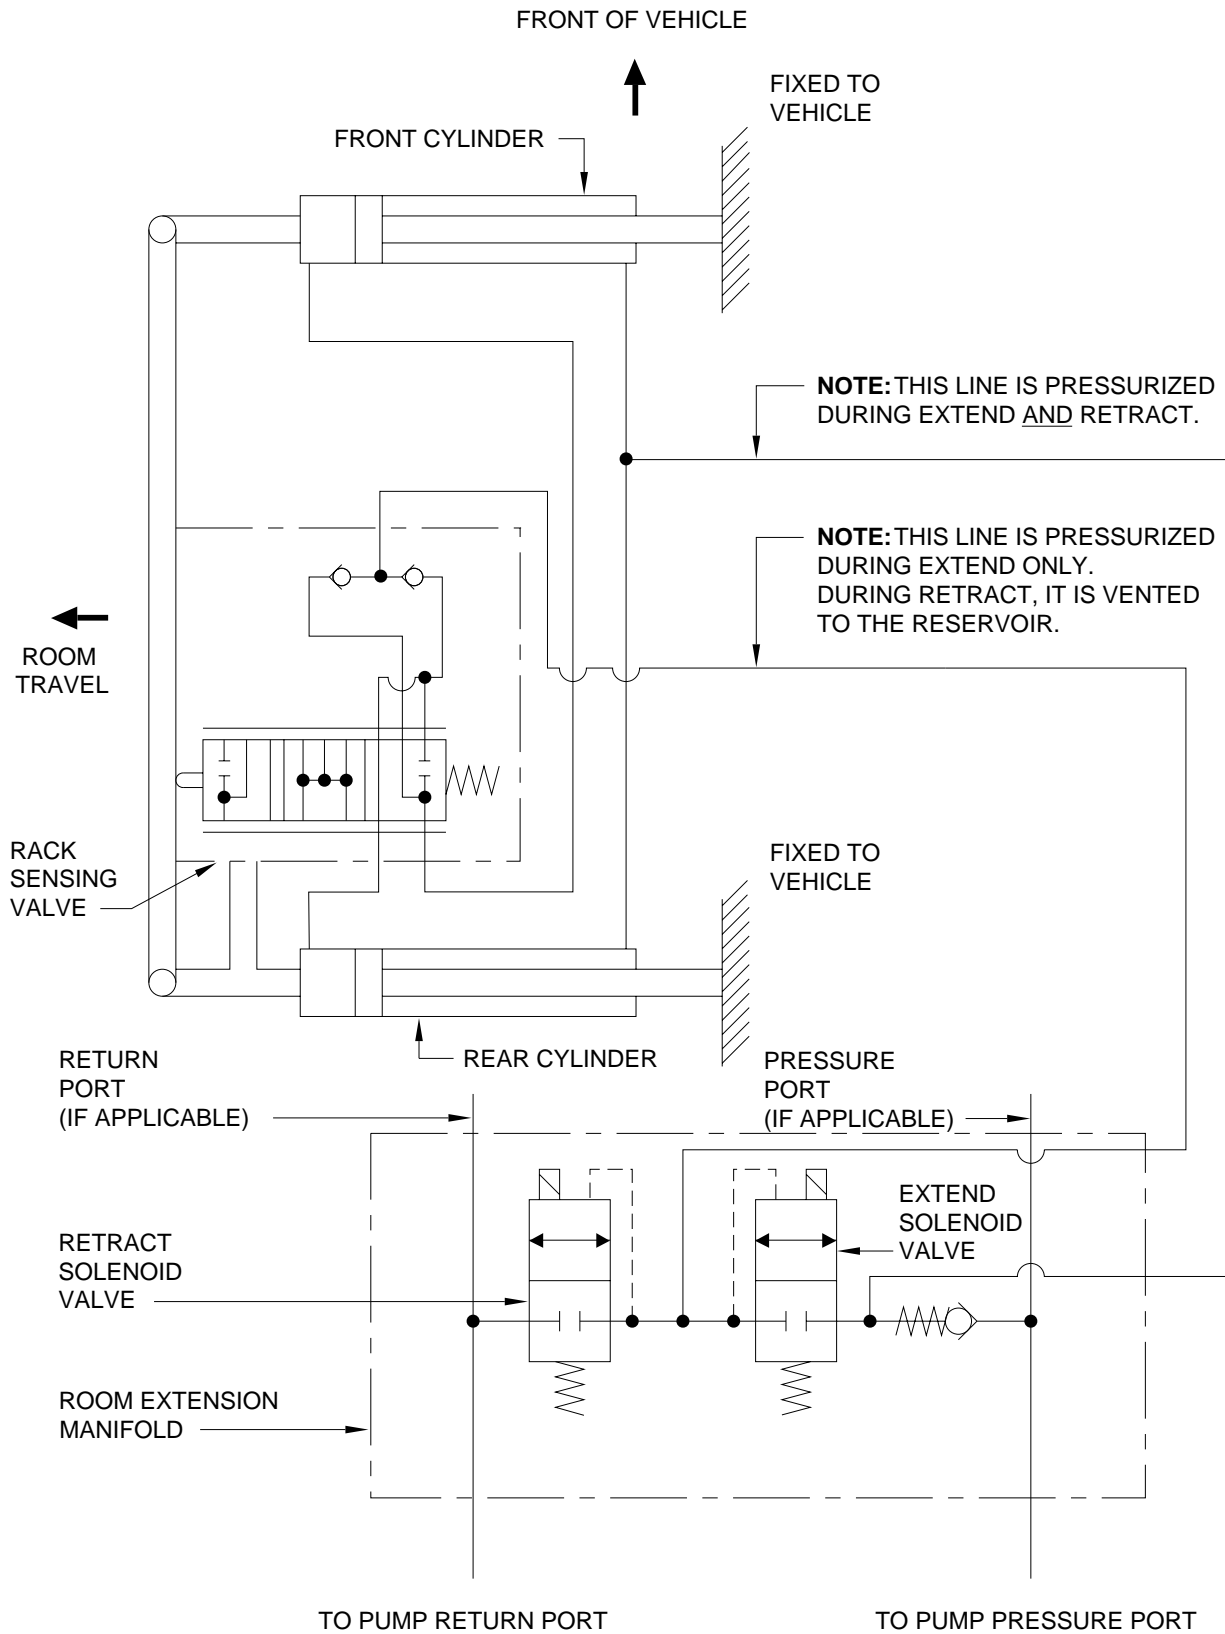 FRONT OF VEHICLE
FIXED TO
VEHICLE
FRONT CYLINDER
NOTE: THIS LINE IS PRESSURIZED
DURING EXTEND AND RETRACT.
NOTE: THIS LINE IS PRESSURIZED
DURING EXTEND ONLY.
DURING RETRACT, IT IS VENTED
TO THE RESERVOIR.
ROOM
TRAVEL
RACK
SENSING
VALVE
FIXED TO
VEHICLE
REAR CYLINDER
RETURN
PORT
(IF APPLICABLE)
PRESSURE
PORT
(IF APPLICABLE)
EXTEND
SOLENOID
VALVE
RETRACT
SOLENOID
VALVE
ROOM EXTENSION
MANIFOLD
TO PUMP RETURN PORT
TO PUMP PRESSURE PORT